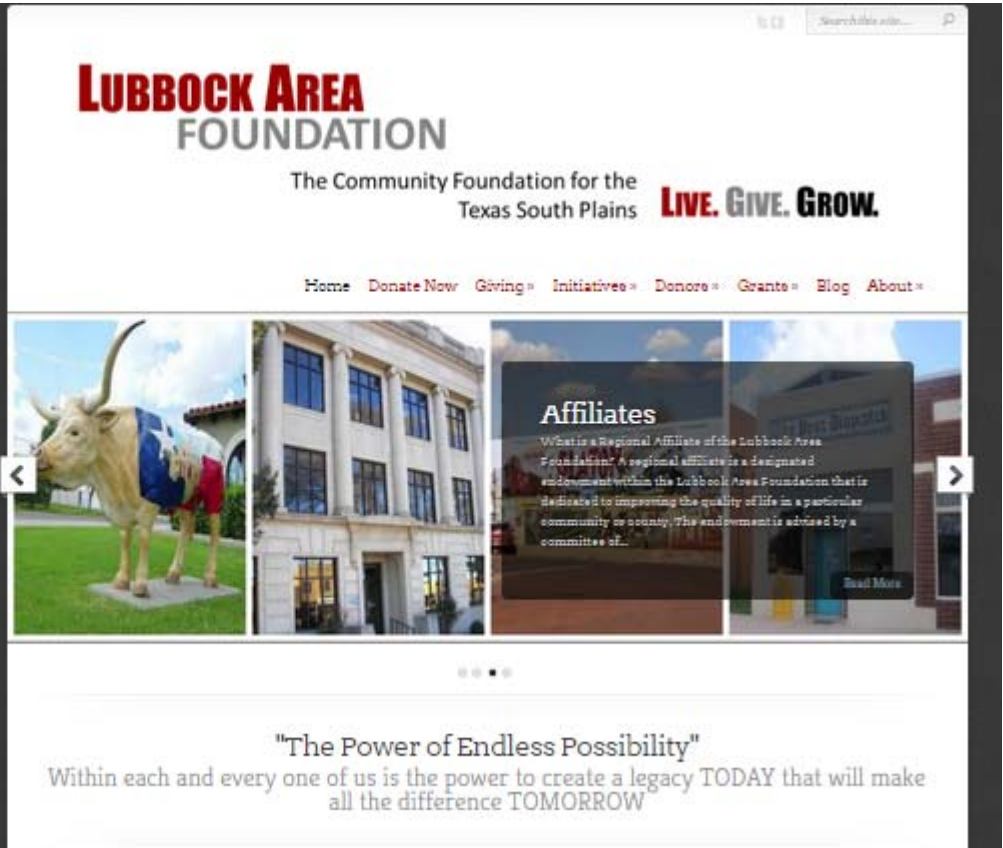 Search this site...
LUBBOCK AREA
FOUNDATION
The Community Foundation for the
Texas South Plains
LIVE. GIVE. GROW.
Home Donate Now Giving » Initiatives » Donors » Grants » Blog About »
Affiliates
What is a Regional Affiliate of the Lubbock Area
Foundation? A regional affiliate is a designated
endowment within the Lubbock Area Foundation that is
dedicated to improving the quality of life in a particular
community or county. The endowment is advised by a
committee of...
Read More
"The Power of Endless Possibility"
Within each and every one of us is the power to create a legacy TODAY that will make
all the difference TOMORROW